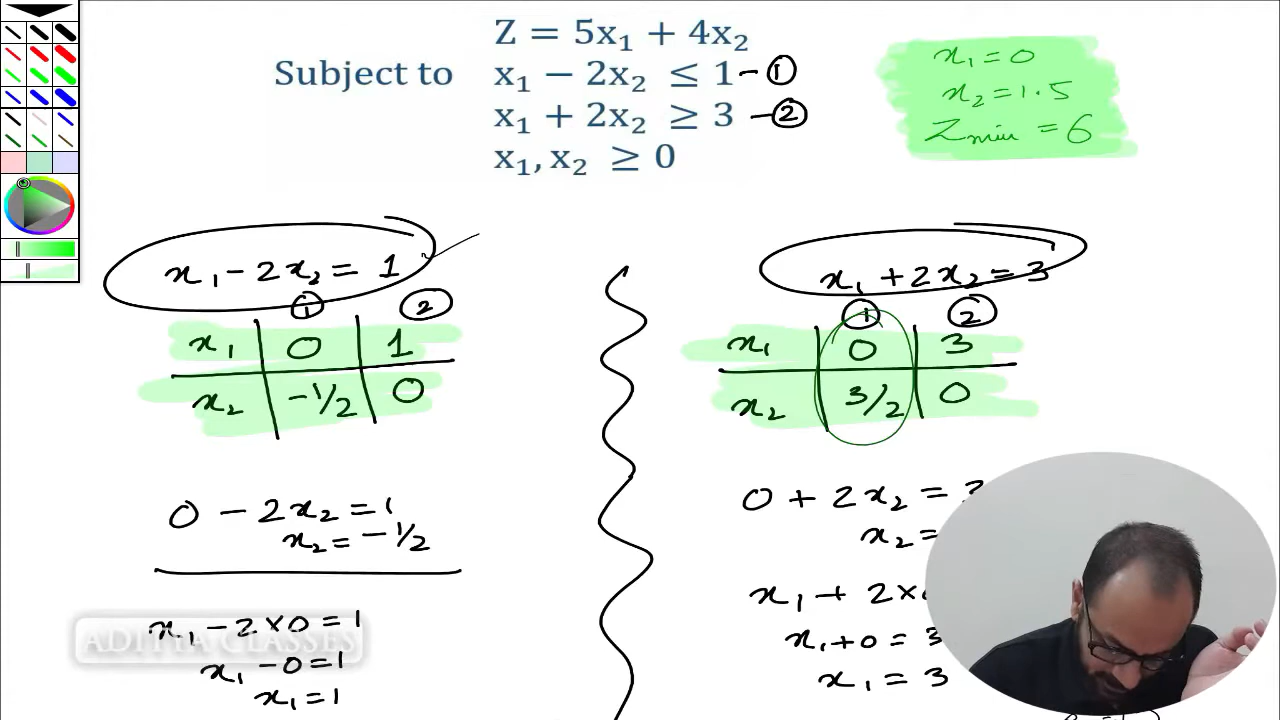 Z = 5x₁ + 4x₂
Subject to x₁ − 2x₂ ≤ 1 -①
x₁ + 2x₂ ≥ 3 -②
x₁, x₂ ≥ 0
x₁ = 0
x₂ = 1.5
Zmin = 6
x₁ - 2x₂ = 1
① ②
x₁ 0 1
x₂ -1/2 0
0 - 2x₂ = 1
x₂ = -1/2
x₁ - 2×0 = 1
x₁ - 0 = 1
x₁ = 1
x₁ + 2x₂ = 3
① ②
x₁ 0 3
x₂ 3/2 0
0 + 2x₂ = 3
x₂ =
x₁ + 2×
x₁ + 0 = 3
x₁ = 3
ADITYA CLASSES